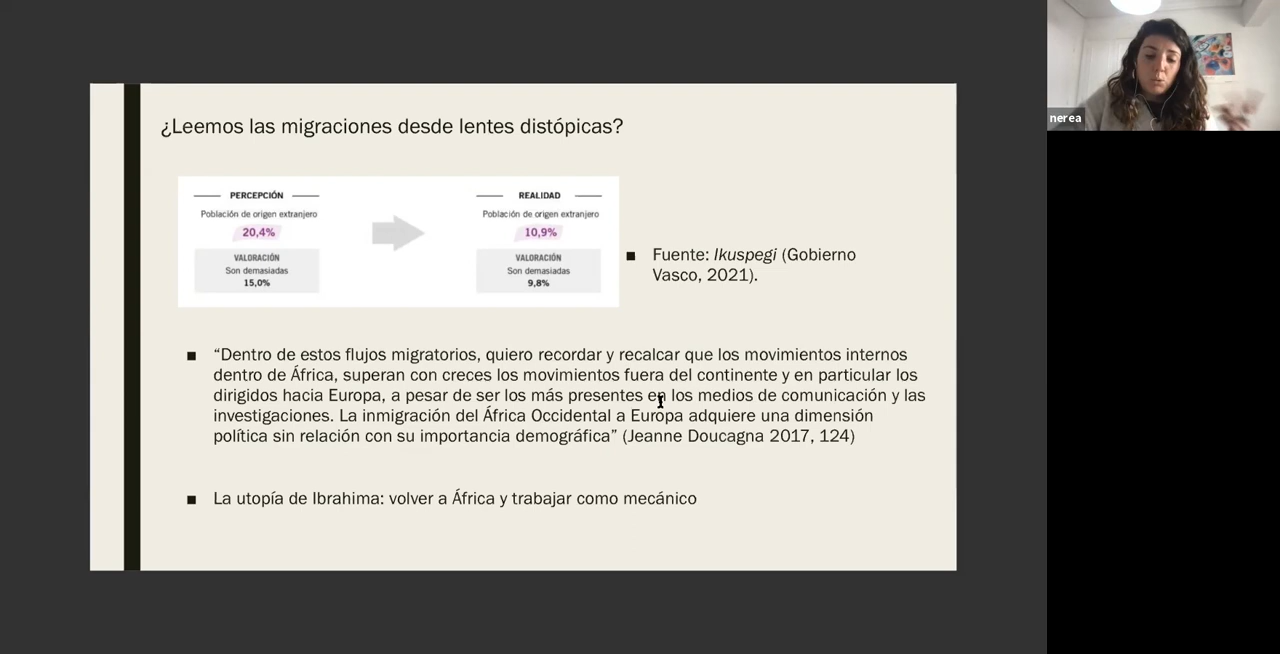 ¿Leemos las migraciones desde lentes distópicas?
PERCEPCIÓN
Población de origen extranjero
20,4%
VALORACIÓN
Son demasiadas
15,0%
REALIDAD
Población de origen extranjero
10,9%
VALORACIÓN
Son demasiadas
9,8%
■ Fuente: Ikuspegi (Gobierno
Vasco, 2021).
■ “Dentro de estos flujos migratorios, quiero recordar y recalcar que los movimientos internos
dentro de África, superan con creces los movimientos fuera del continente y en particular los
dirigidos hacia Europa, a pesar de ser los más presentes en los medios de comunicación y las
investigaciones. La inmigración del África Occidental a Europa adquiere una dimensión
política sin relación con su importancia demográfica” (Jeanne Doucagna 2017, 124)
■ La utopía de Ibrahima: volver a África y trabajar como mecánico
nerea